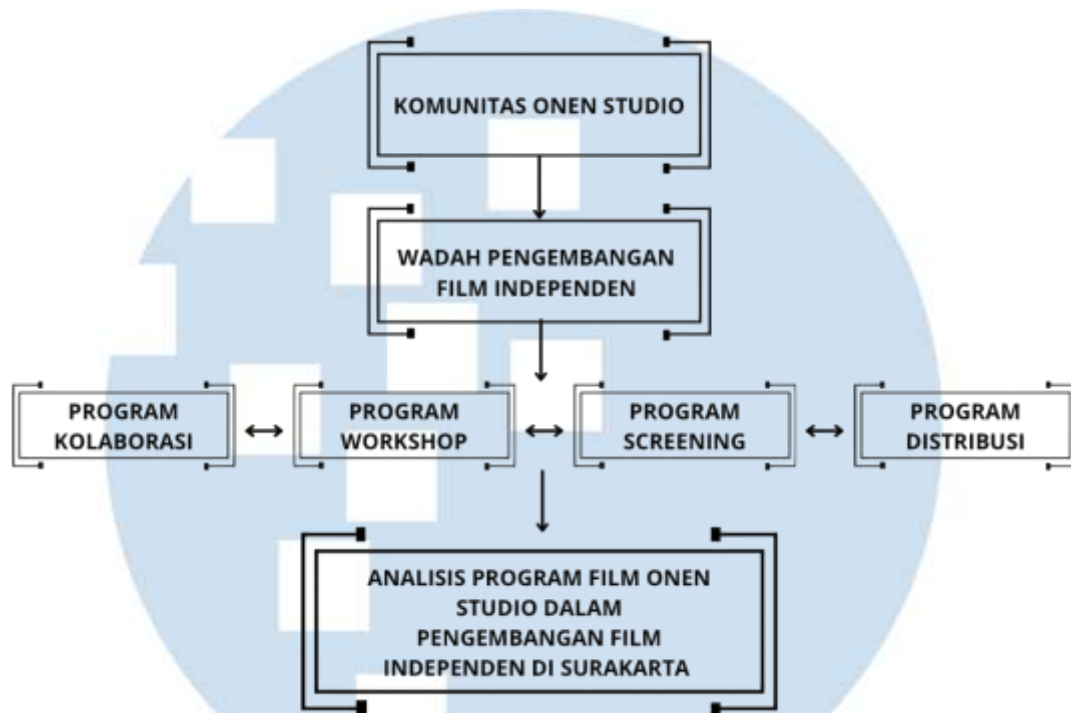 KOMUNITAS ONEN STUDIO
WADAH PENGEMBANGAN
FILM INDEPENDEN
PROGRAM
KOLABORASI
PROGRAM
WORKSHOP
PROGRAM
SCREENING
PROGRAM
DISTRIBUSI
ANALISIS PROGRAM FILM ONEN
STUDIO DALAM
PENGEMBANGAN FILM
INDEPENDEN DI SURAKARTA